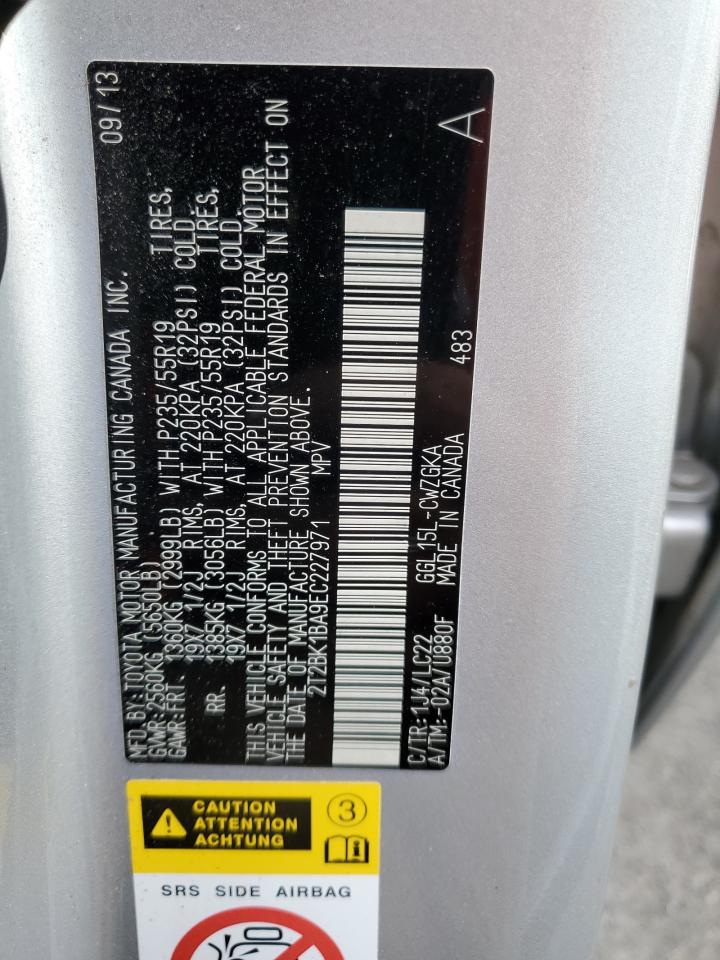 MFD. BY: TOYOTA MOTOR MANUFACTURING CANADA INC. 09/13
GVWR: 2560KG (5650LB)
GAWR: FRT 1360KG (2999LB) WITH P235/55R19 TIRES,
19X7 1/2J RIMS, AT 220KPA (32PSI) COLD.
RR. 1385KG (3056LB) WITH P235/55R19 TIRES,
19X7 1/2J RIMS, AT 220KPA (32PSI) COLD.
THIS VEHICLE CONFORMS TO ALL APPLICABLE FEDERAL MOTOR
VEHICLE SAFETY AND THEFT PREVENTION STANDARDS IN EFFECT ON
THE DATE OF MANUFACTURE SHOWN ABOVE.
2T2BK1BA9EC227971 MPV
C/TR: 1J4/LC22 GGL15L-CWZGKA
A/TM: -02A/U880F MADE IN CANADA 483 A
CAUTION
ATTENTION
ACHTUNG
3
SRS SIDE AIRBAG